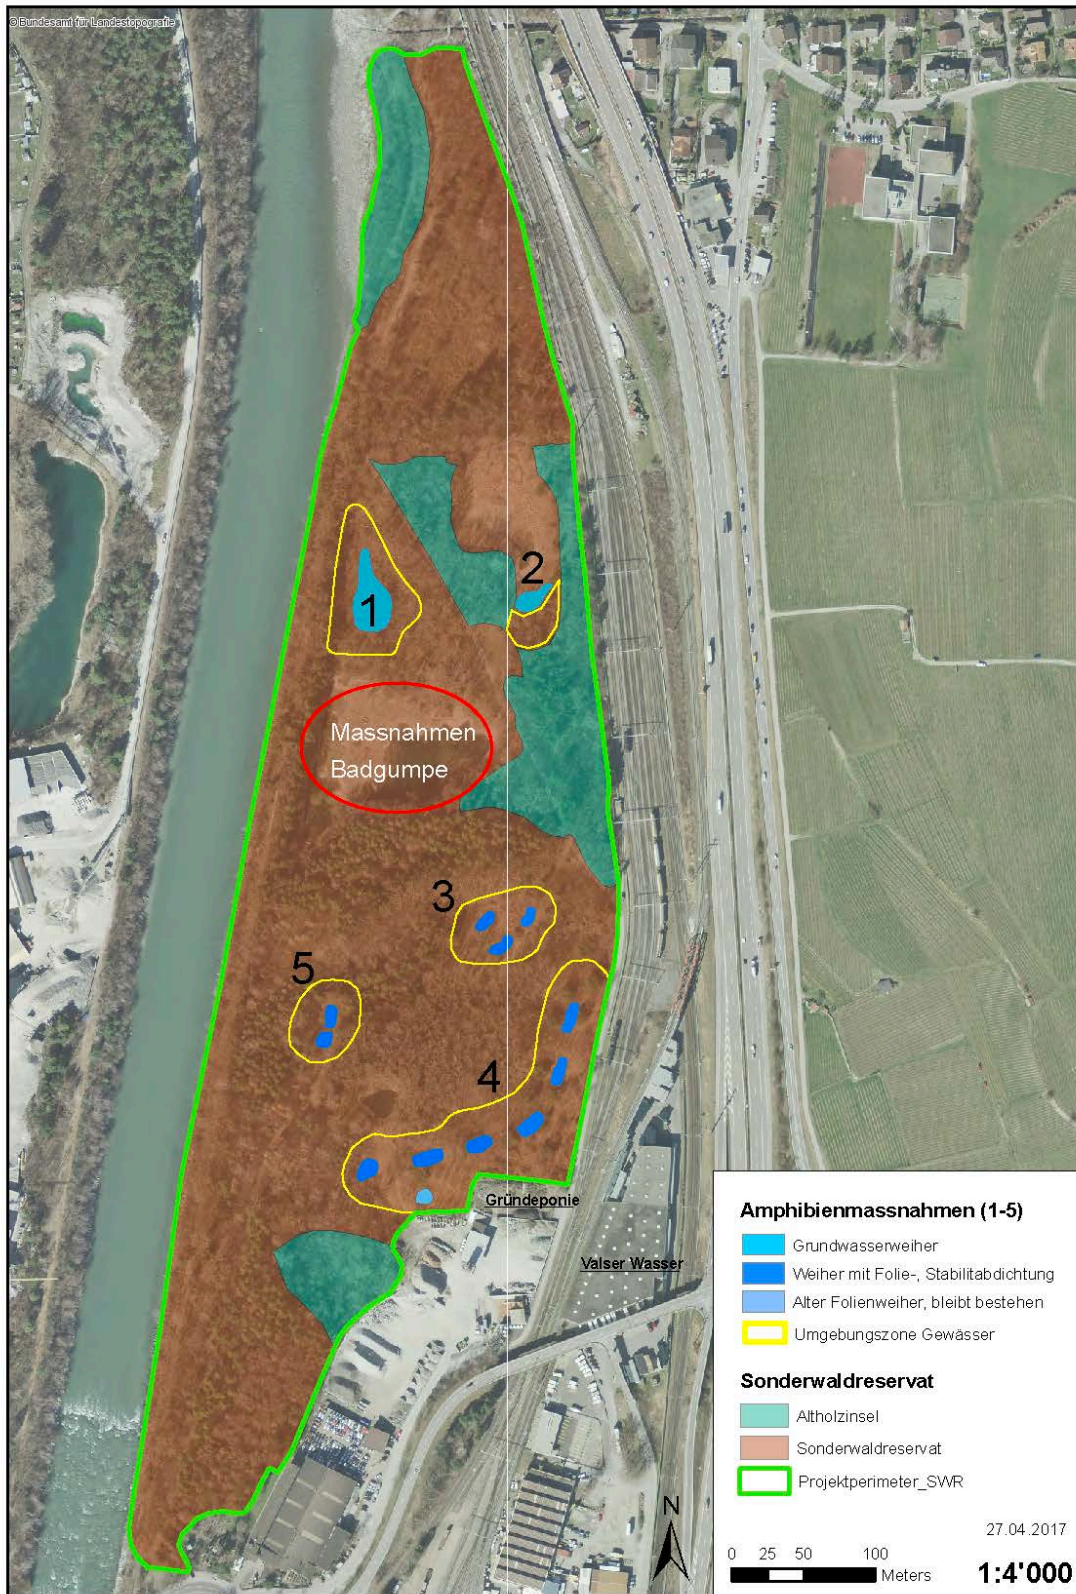 ©Bundesamt für Landestopografie
1
2
Massnahmen
Badgumpe
3
5
4
Gründeponie
Valser Wasser
Amphibienmassnahmen (1-5)
Grundwasserweiher
Weiher mit Folie-, Stabilitabdichtung
Alter Folienweiher, bleibt bestehen
Umgebungszone Gewässer
Sonderwaldreservat
Altholzinsel
Sonderwaldreservat
Projektperimeter_SWR
27.04.2017
N
0 25 50 100
Meters
1:4'000